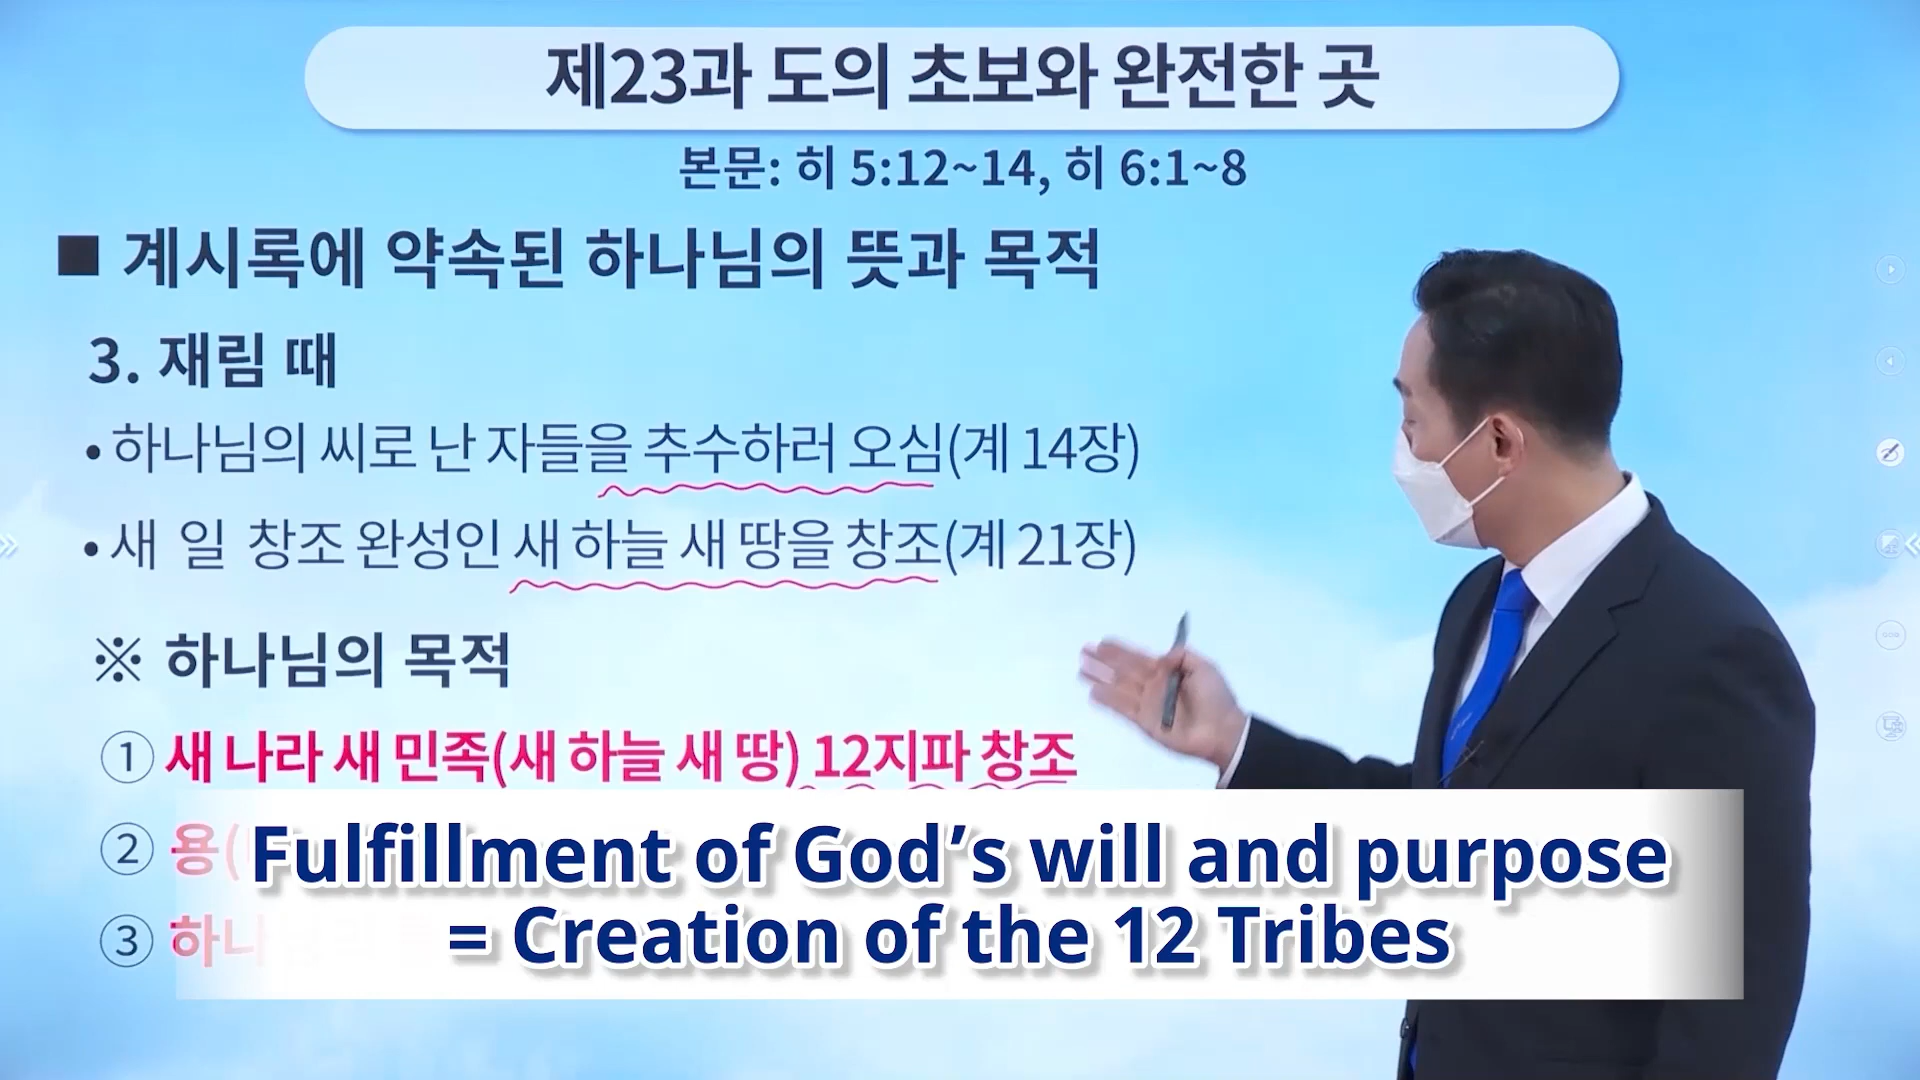 제23과 도의 초보와 완전한 곳
본문: 히 5:12~14, 히 6:1~8
■ 계시록에 약속된 하나님의 뜻과 목적
3. 재림 때
• 하나님의 씨로 난 자들을 추수하러 오심(계 14장)
• 새 일 창조 완성인 새 하늘 새 땅을 창조(계 21장)
※ 하나님의 목적
① 새 나라 새 민족(새 하늘 새 땅) 12지파 창조
② 용(
③ 하나
Fulfillment of God’s will and purpose
= Creation of the 12 Tribes